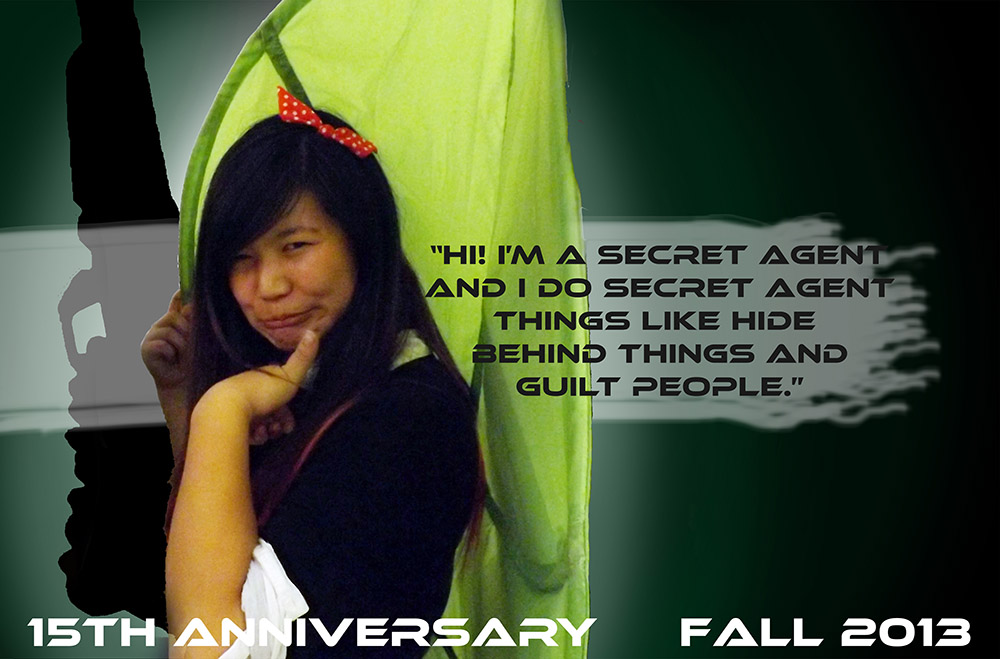 “HI! I'M A SECRET AGENT
AND I DO SECRET AGENT
THINGS LIKE HIDE
BEHIND THINGS AND
GUILT PEOPLE."
15TH ANNIVERSARY FALL 2013